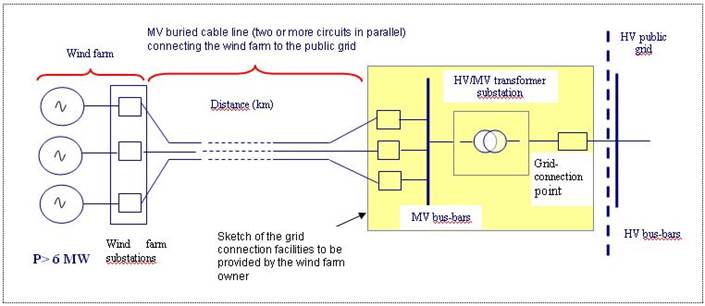 MV buried cable line (two or more circuits in parallel)
connecting the wind farm to the public grid
HV public
grid
Wind farm
HV/MV transformer
substation
Distance (km)
Grid-
connection
point
MV bus-bars
HV bus-bars
Sketch of the grid
connection facilities to be
provided by the wind farm
owner
Wind farm
substations
P> 6 MW